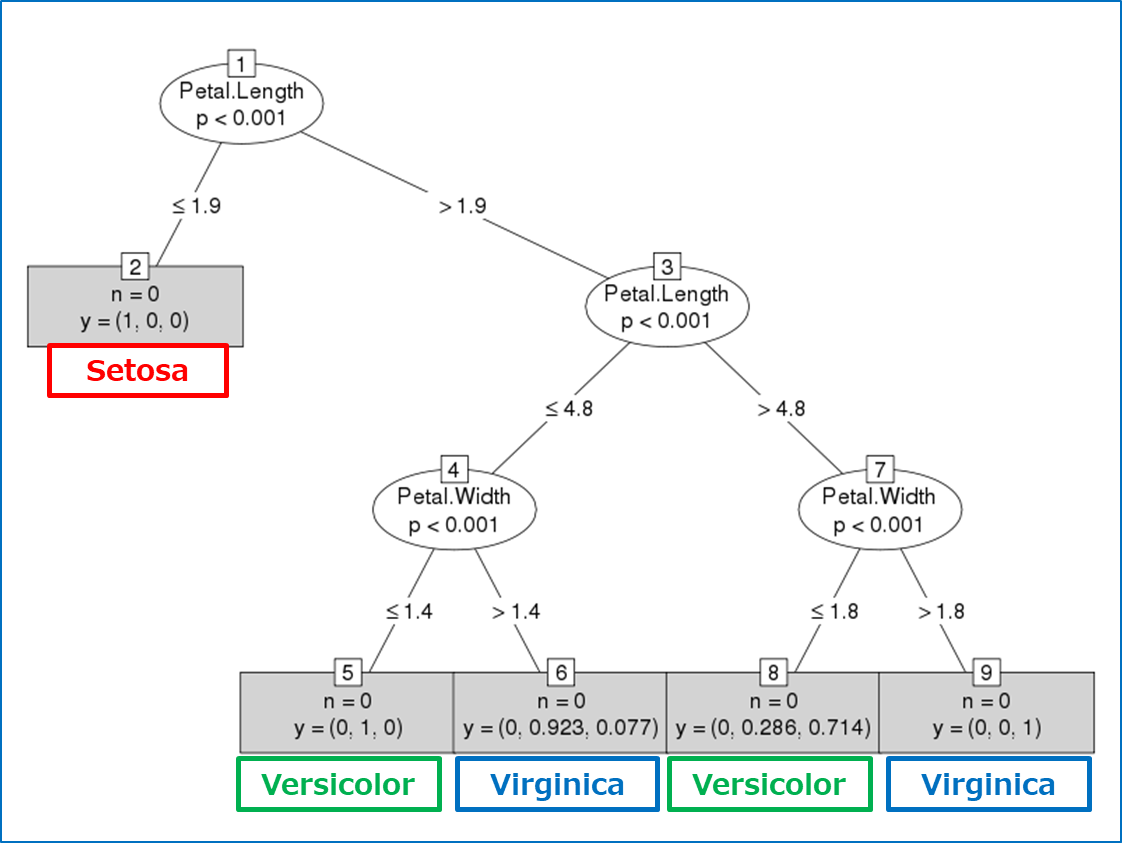 1
Petal.Length
p < 0.001
≤ 1.9
> 1.9
2
n = 0
y = (1, 0, 0)
Setosa
3
Petal.Length
p < 0.001
≤ 4.8
> 4.8
4
Petal.Width
p < 0.001
7
Petal.Width
p < 0.001
≤ 1.4
> 1.4
≤ 1.8
> 1.8
5
n = 0
y = (0, 1, 0)
Versicolor
6
n = 0
y = (0, 0.923, 0.077)
Virginica
8
n = 0
y = (0, 0.286, 0.714)
Versicolor
9
n = 0
y = (0, 0, 1)
Virginica